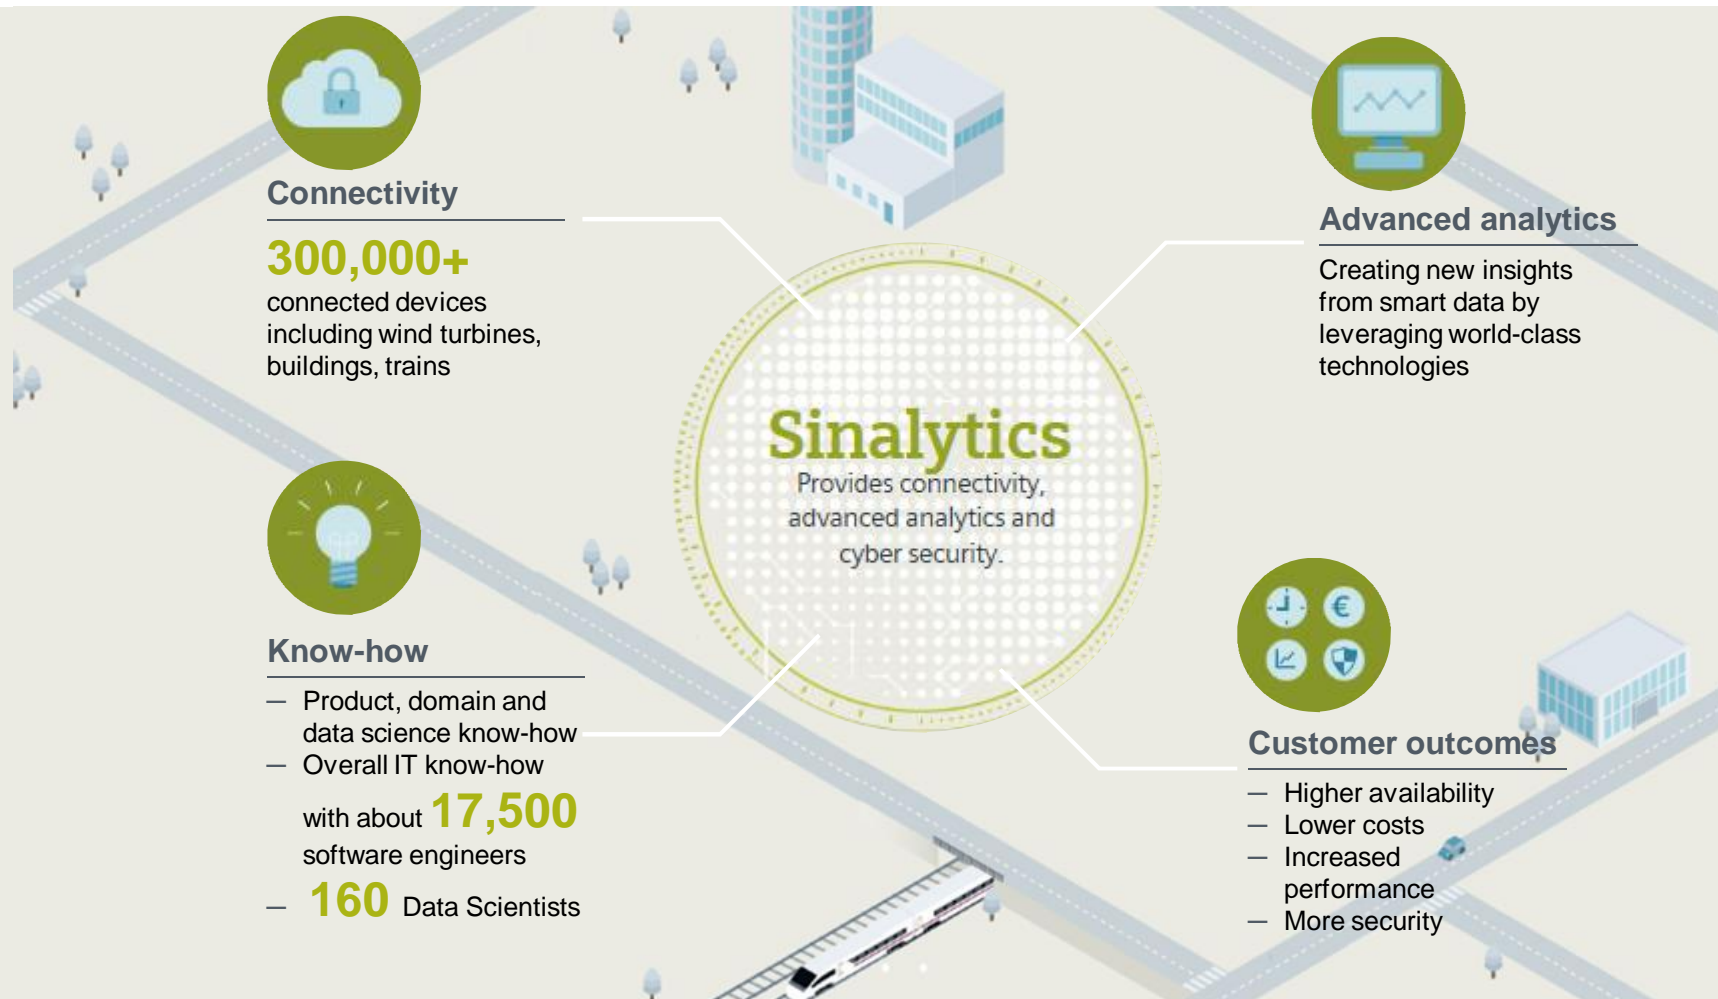 Connectivity
300,000+
connected devices
including wind turbines,
buildings, trains
Advanced analytics
Creating new insights
from smart data by
leveraging world-class
technologies
Sinalytics
Provides connectivity,
advanced analytics and
cyber security.
Know-how
— Product, domain and
data science know-how
— Overall IT know-how
with about 17,500
software engineers
— 160 Data Scientists
€
Customer outcomes
— Higher availability
— Lower costs
— Increased
performance
— More security